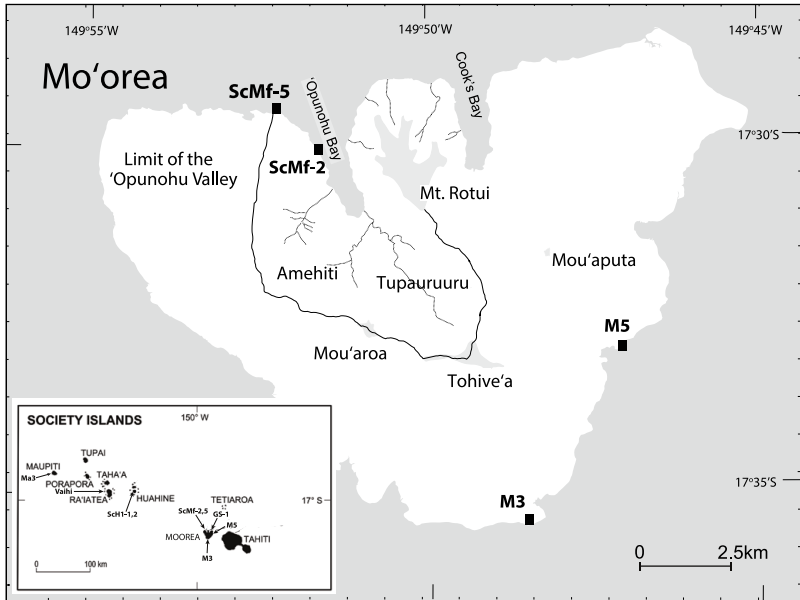 149°55'W
149°50'W
149°45'W
Mo‘orea
ScMf-5
‘Opunohu Bay
Cook's Bay
17°30'S
Limit of the
‘Opunohu Valley
ScMf-2
Mt. Rotui
Amehiti
Tupauruuru
Mou‘aputa
M5
Mou‘aroa
Tohive‘a
17°35'S
M3
0 2.5km
SOCIETY ISLANDS
150° W
TUPAI
MAUPITI
TAHA'A
Ma3
PORAPORA
Vaihi
RA'IATEA
HUAHINE
ScH1-1,2
17° S
TETIAROA
ScMf-2,5
GS-1
M5
MOOREA
TAHITI
M3
0 100 km